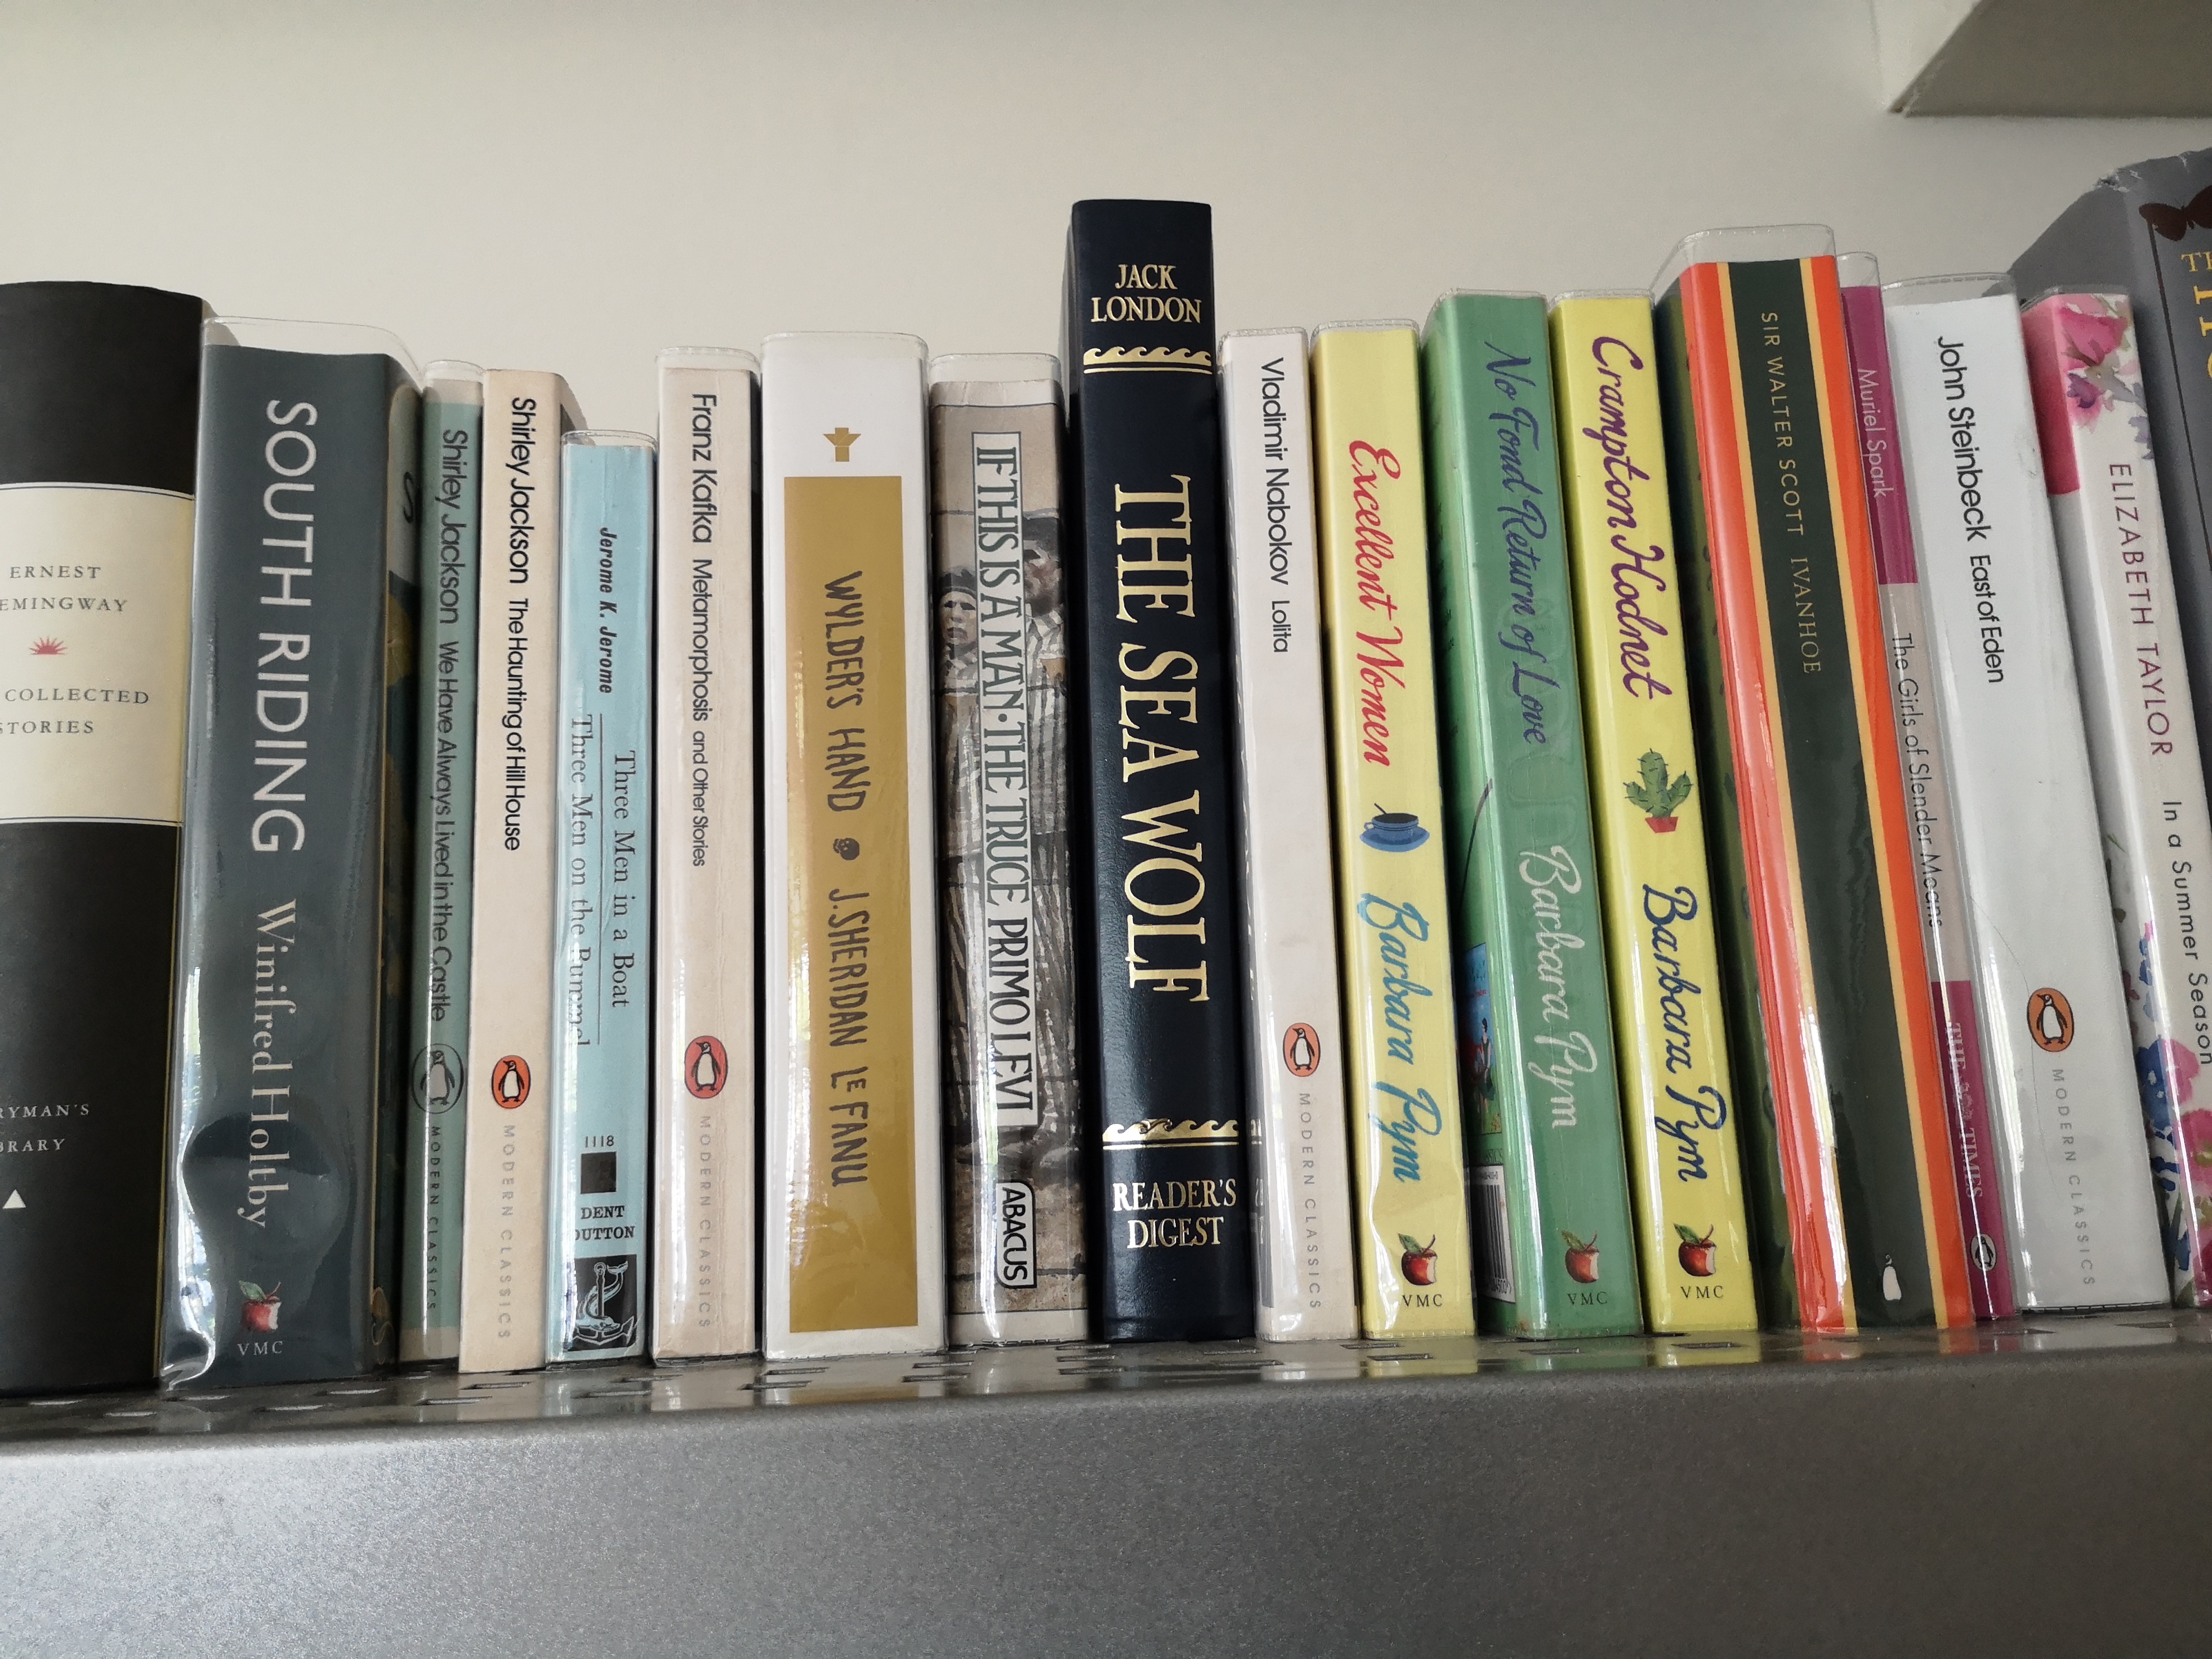 ERNEST
EMINGWAY
COLLECTED
STORIES
RYMAN'S
BRARY
SOUTH RIDING Winifred Holtby
VMC
Shirley Jackson We Have Always Lived in the Castle
MODERN CLASSICS
Shirley Jackson The Haunting of Hill House
MODERN CLASSICS
Jerome K. Jerome
Three Men in a Boat
Three Men on the Bummel
1118
DENT
DUTTON
Franz Kafka Metamorphosis and Other Stories
MODERN CLASSICS
WYLDER'S HAND J. SHERIDAN LE FANU
IF THIS IS A MAN · THE TRUCE PRIMO LEVI
ABACUS
JACK
LONDON
THE SEA WOLF
READER'S
DIGEST
Vladimir Nabokov Lolita
MODERN CLASSICS
Excellent Women Barbara Pym
VMC
No Fond Return of Love Barbara Pym
VMC
Crampton Hodnet Barbara Pym
VMC
SIR WALTER SCOTT IVANHOE
Muriel Spark
The Girls of Slender Means
John Steinbeck East of Eden
MODERN CLASSICS
ELIZABETH TAYLOR In a Summer Season